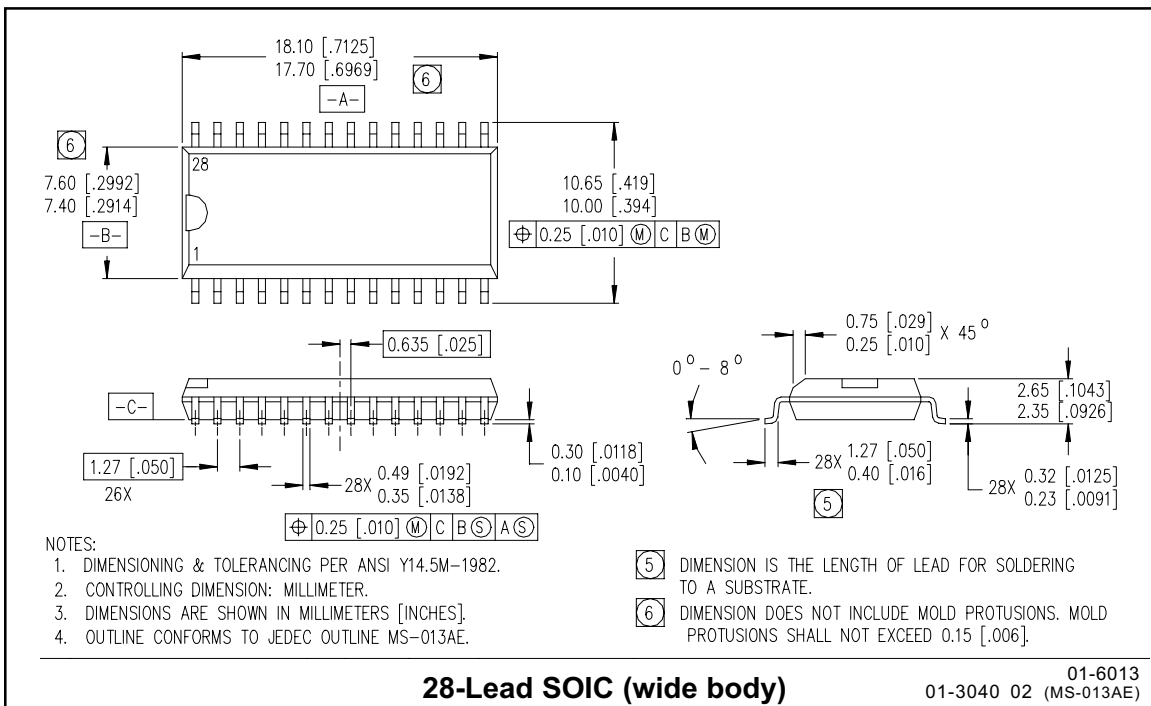 18.10 [.7125]
17.70 [.6969]
6
-A-
6
28
7.60 [.2992]
7.40 [.2914]
-B-
1
10.65 [.419]
10.00 [.394]
⌖ 0.25 [.010] Ⓜ C B Ⓜ
0.635 [.025]
-C-
1.27 [.050]
26X
28X 0.49 [.0192]
0.35 [.0138]
0.30 [.0118]
0.10 [.0040]
⌖ 0.25 [.010] Ⓜ C B Ⓢ A Ⓢ
0.75 [.029]
0.25 [.010] X 45°
0° - 8°
2.65 [.1043]
2.35 [.0926]
28X 1.27 [.050]
0.40 [.016]
5
28X 0.32 [.0125]
0.23 [.0091]
NOTES:
1. DIMENSIONING & TOLERANCING PER ANSI Y14.5M-1982.
2. CONTROLLING DIMENSION: MILLIMETER.
3. DIMENSIONS ARE SHOWN IN MILLIMETERS [INCHES].
4. OUTLINE CONFORMS TO JEDEC OUTLINE MS-013AE.
5 DIMENSION IS THE LENGTH OF LEAD FOR SOLDERING
TO A SUBSTRATE.
6 DIMENSION DOES NOT INCLUDE MOLD PROTUSIONS. MOLD
PROTUSIONS SHALL NOT EXCEED 0.15 [.006].
28-Lead SOIC (wide body)
01-6013
01-3040 02 (MS-013AE)